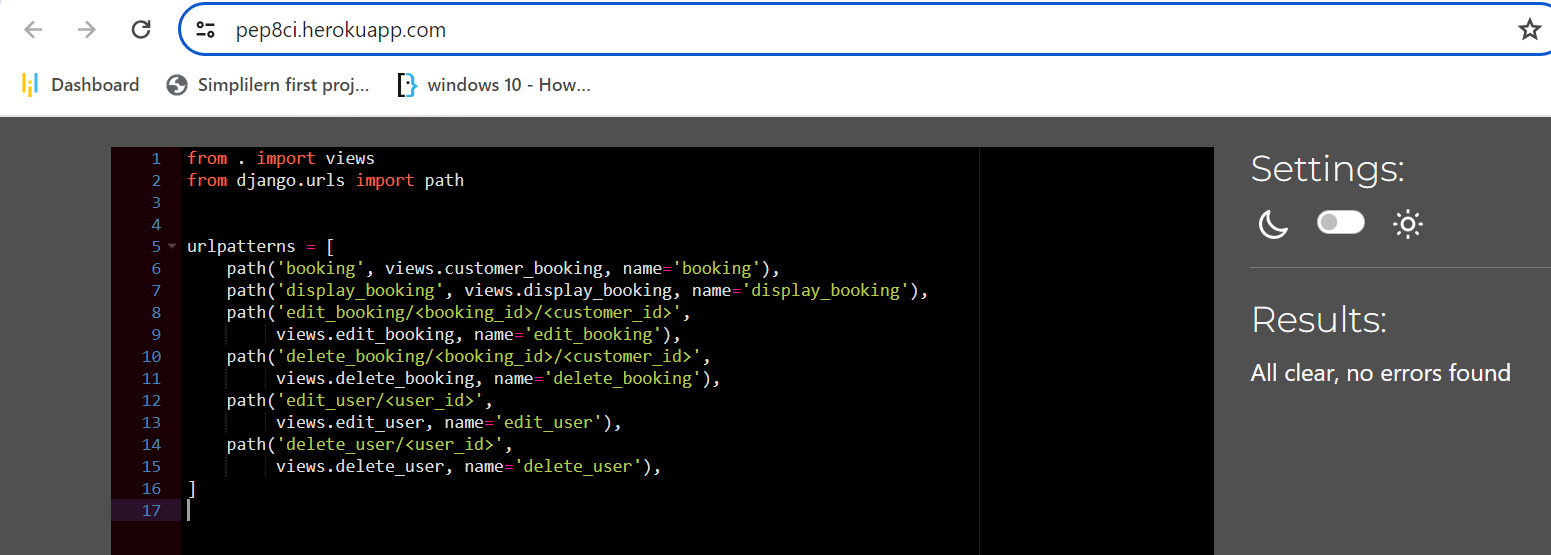 pep8ci.herokuapp.com
Dashboard Simplilern first proj... windows 10 - How...
1 from . import views
2 from django.urls import path
3
4
5 urlpatterns = [
6     path('booking', views.customer_booking, name='booking'),
7     path('display_booking', views.display_booking, name='display_booking'),
8     path('edit_booking/<booking_id>/<customer_id>',
9          views.edit_booking, name='edit_booking'),
10     path('delete_booking/<booking_id>/<customer_id>',
11          views.delete_booking, name='delete_booking'),
12     path('edit_user/<user_id>',
13          views.edit_user, name='edit_user'),
14     path('delete_user/<user_id>',
15          views.delete_user, name='delete_user'),
16 ]
17
Settings:
Results:
All clear, no errors found